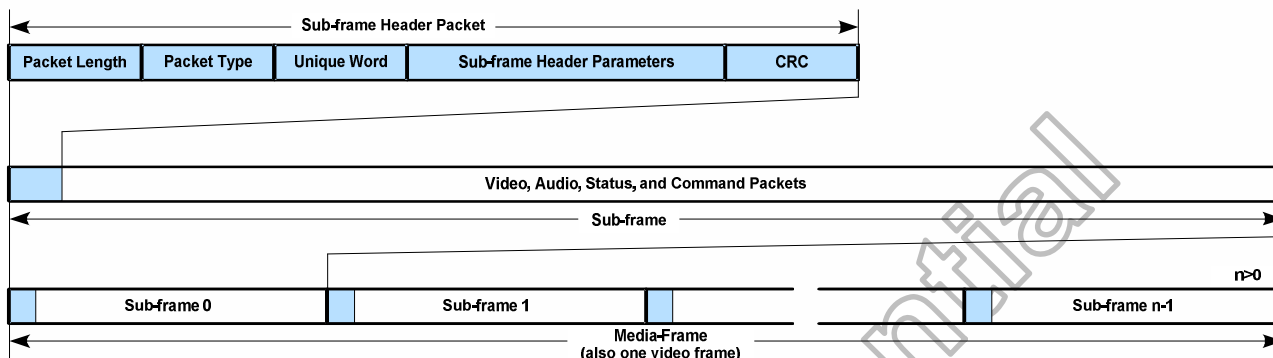 Sub-frame Header Packet
Packet Length Packet Type Unique Word Sub-frame Header Parameters CRC
Video, Audio, Status, and Command Packets
Sub-frame
n>0
Sub-frame 0 Sub-frame 1 Sub-frame n-1
Media-Frame
(also one video frame)